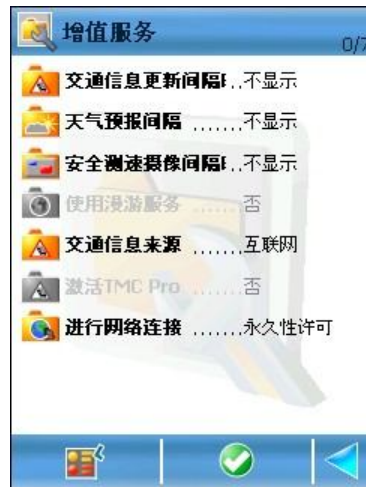 增值服务
0/7
交通信息更新间隔时..不显示
天气预报间隔 .......不显示
安全测速摄像间隔时..不显示
使用漫游服务 ......否
交通信息来源 .......互联网
激活TMC Pro. ......否
进行网络连接 .......永久性许可